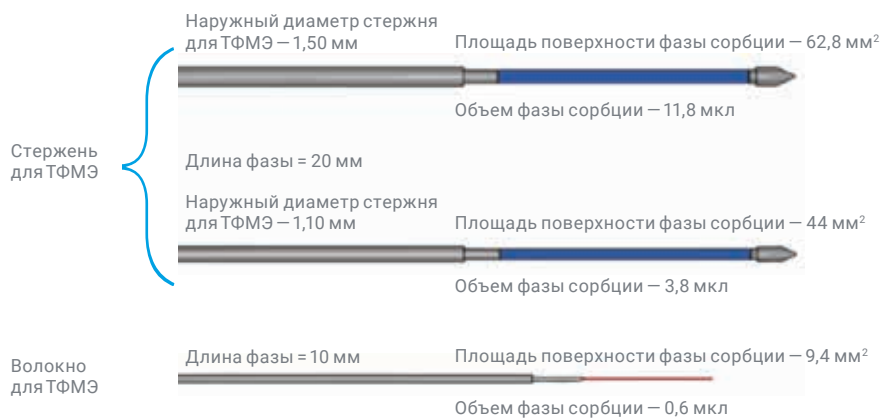 Наружный диаметр стержня
для ТФМЭ — 1,50 мм
Площадь поверхности фазы сорбции — 62,8 мм²
Объем фазы сорбции — 11,8 мкл
Стержень
для ТФМЭ
Длина фазы = 20 мм
Наружный диаметр стержня
для ТФМЭ — 1,10 мм
Площадь поверхности фазы сорбции — 44 мм²
Объем фазы сорбции — 3,8 мкл
Волокно
для ТФМЭ
Длина фазы = 10 мм
Площадь поверхности фазы сорбции — 9,4 мм²
Объем фазы сорбции — 0,6 мкл